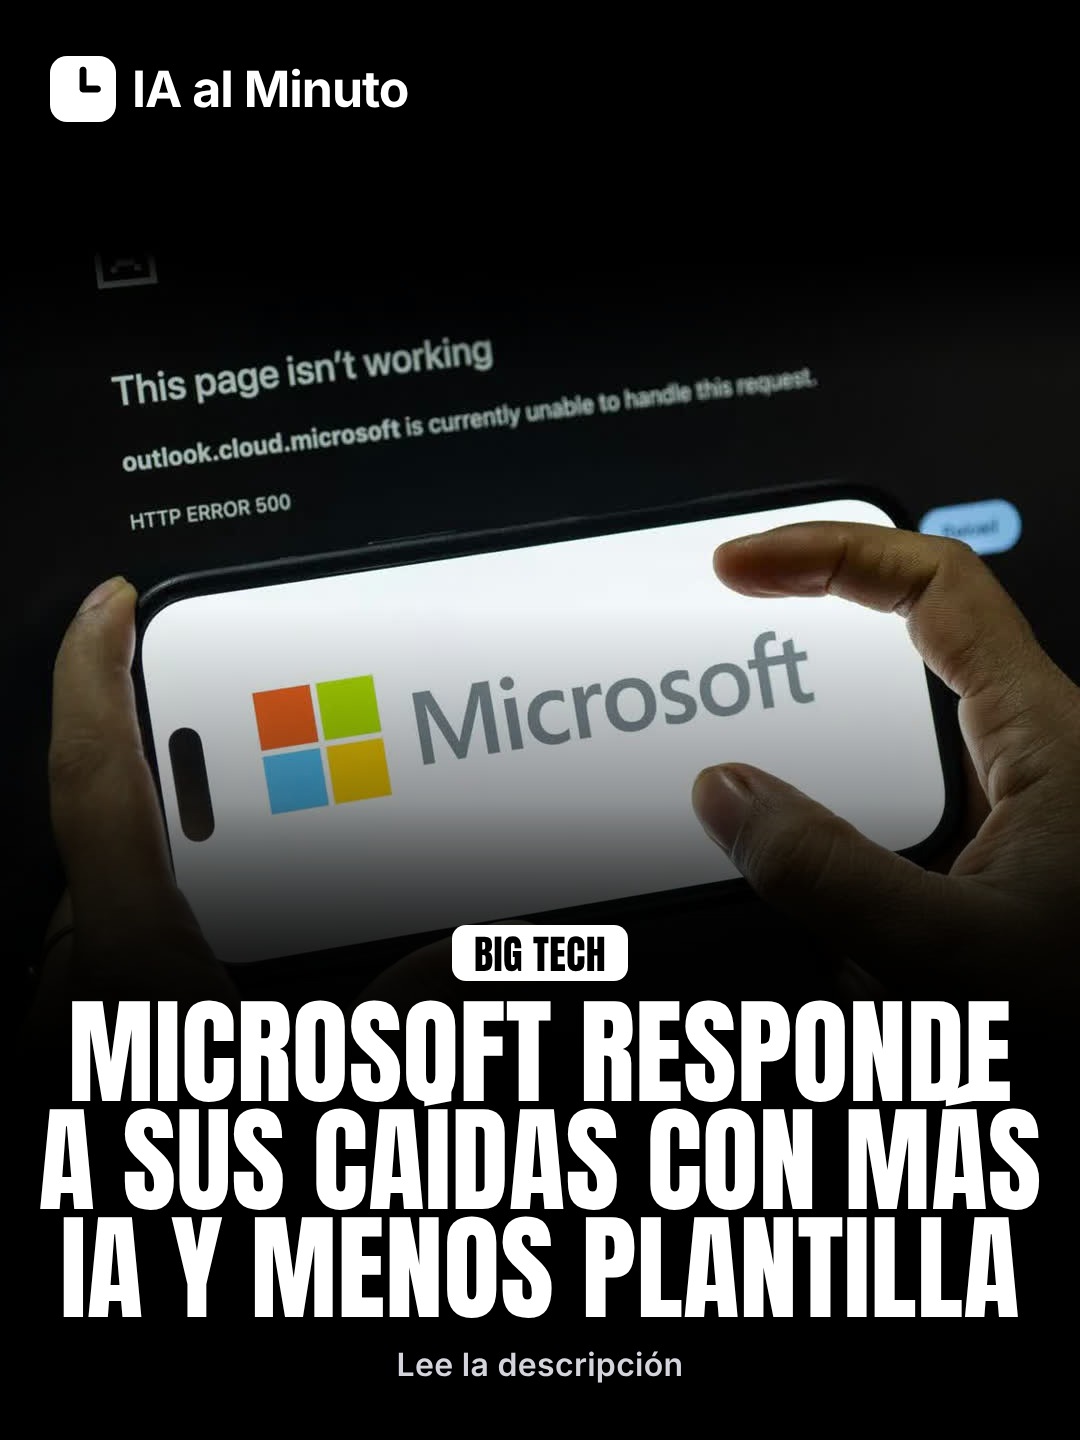 IA al Minuto
This page isn't working
outlook.cloud.microsoft is currently unable to handle this request.
HTTP ERROR 500
Microsoft
BIG TECH
MICROSOFT RESPONDE
A SUS CAÍDAS CON MÁS
IA Y MENOS PLANTILLA
Lee la descripción